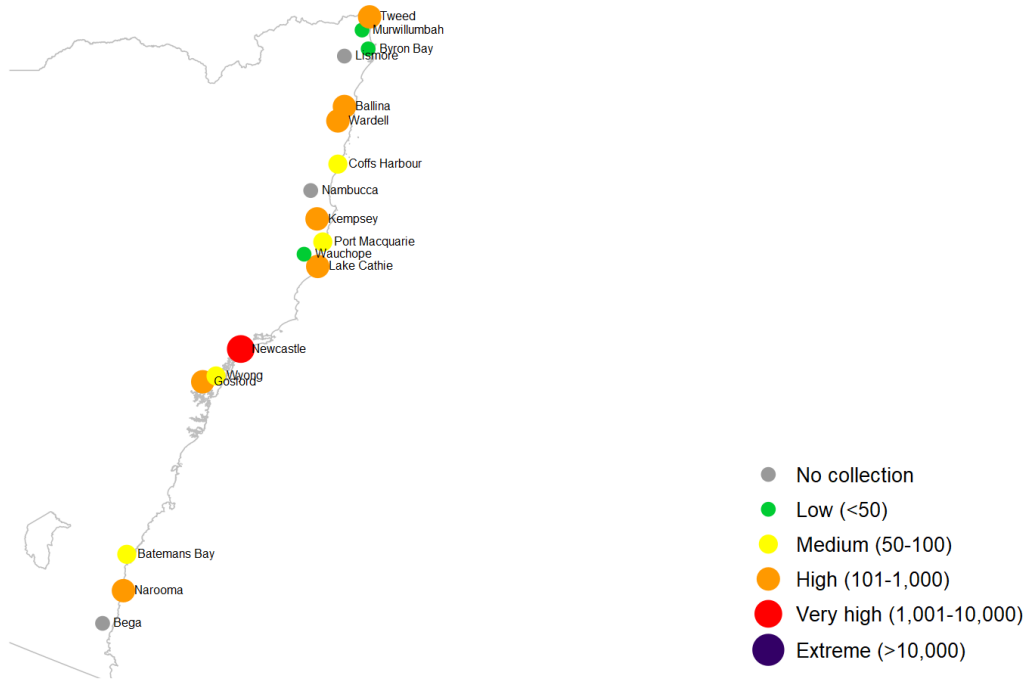 Tweed
Murwillumbah
Byron Bay
Lismore
Ballina
Wardell
Coffs Harbour
Nambucca
Kempsey
Port Macquarie
Wauchope
Lake Cathie
Newcastle
Wyong
Gosford
Batemans Bay
Narooma
Bega
No collection
Low (<50)
Medium (50-100)
High (101-1,000)
Very high (1,001-10,000)
Extreme (>10,000)